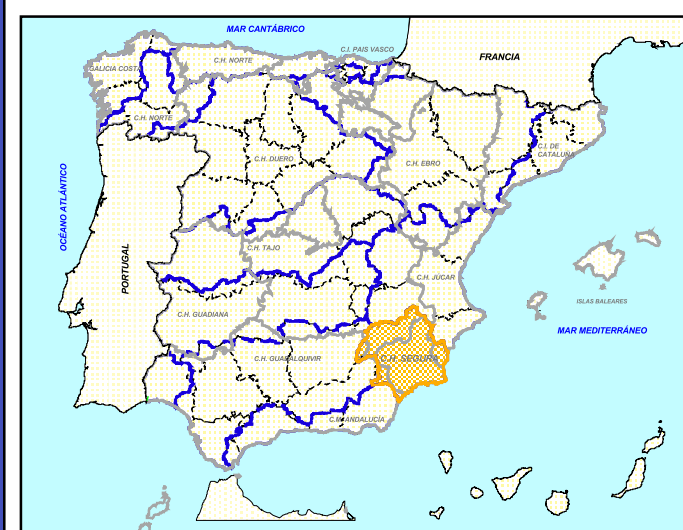 MAR CANTÁBRICO
C.I. PAIS VASCO
C.H. NORTE
FRANCIA
GALICIA COSTA
C.H. NORTE
C.I. DE
CATALUÑA
C.H. DUERO
C.H. EBRO
OCÉANO ATLÁNTICO
PORTUGAL
C.H. TAJO
C.H. JÚCAR
ISLAS BALEARES
C.H. GUADIANA
MAR MEDITERRÁNEO
C.H. GUADALQUIVIR
C.H. SEGURA
C.M. ANDALUCÍA